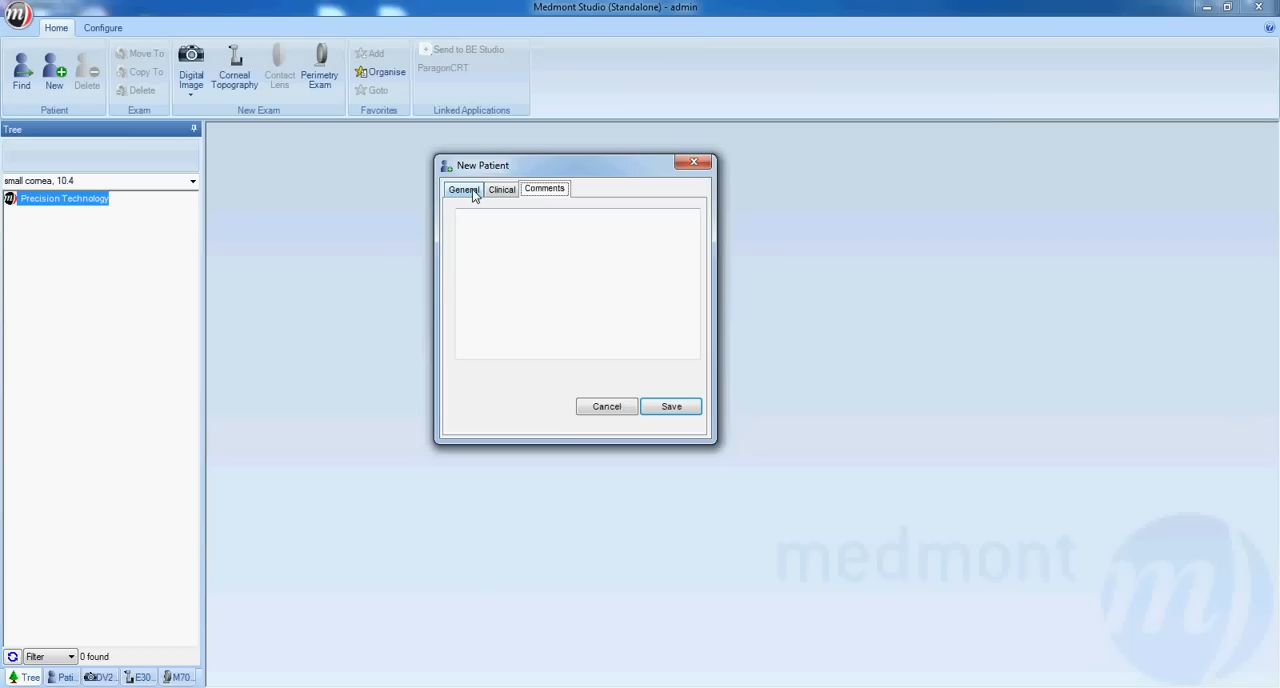 Medmont Studio (Standalone) - admin
Home Configure
Find New Delete
Patient
Move To
Copy To
Delete
Exam
Digital Image
Corneal Topography
Contact Lens
Perimetry Exam
New Exam
Add
Organise
Goto
Favorites
Send to BE Studio
ParagonCRT
Linked Applications
Tree
small cornea, 10.4
Precision Technology
New Patient
General Clinical Comments
Cancel Save
medmont
m
Filter 0 found
Tree Pati... DV2... E30... M70...